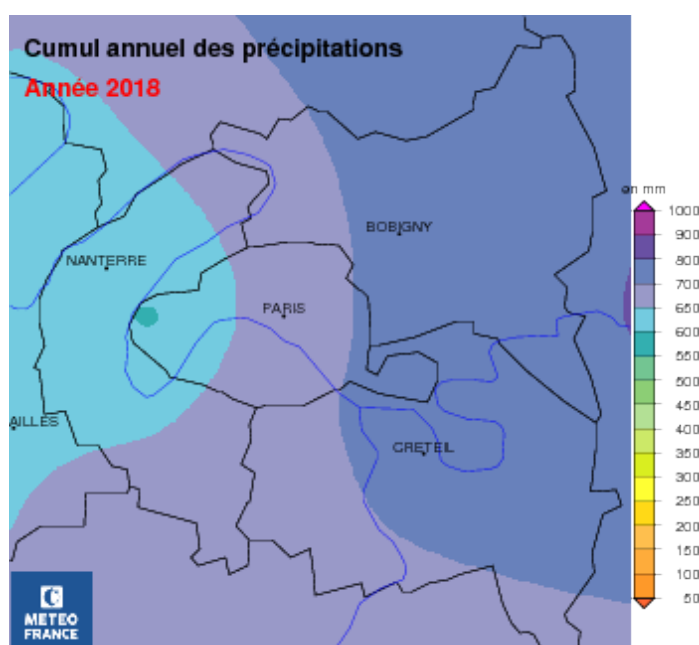 Cumul annuel des précipitations
Année 2018
en mm
1000
900
800
700
650
600
550
500
450
400
350
300
250
200
150
100
50
BOBIGNY
NANTERRE
PARIS
AILLES
CRETEIL
METEO
FRANCE